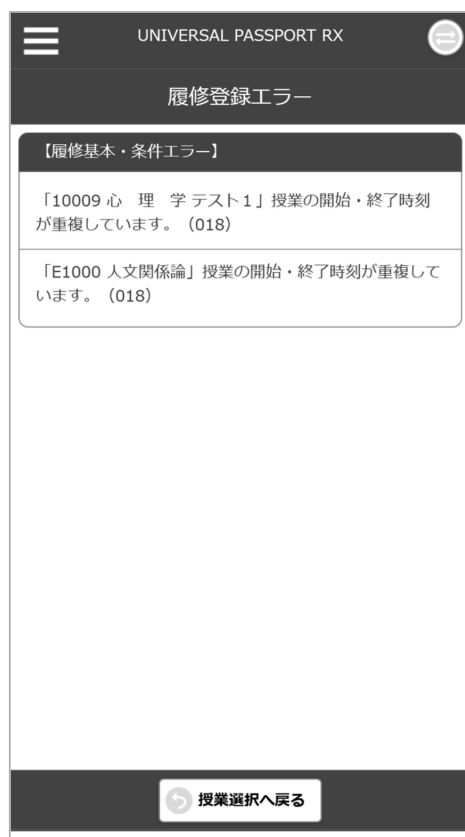 UNIVERSAL PASSPORT RX
履修登録エラー
【履修基本・条件エラー】
「10009 心　理　学 テスト1」授業の開始・終了時刻
が重複しています。（018）
「E1000 人文関係論」授業の開始・終了時刻が重複して
います。（018）
授業選択へ戻る